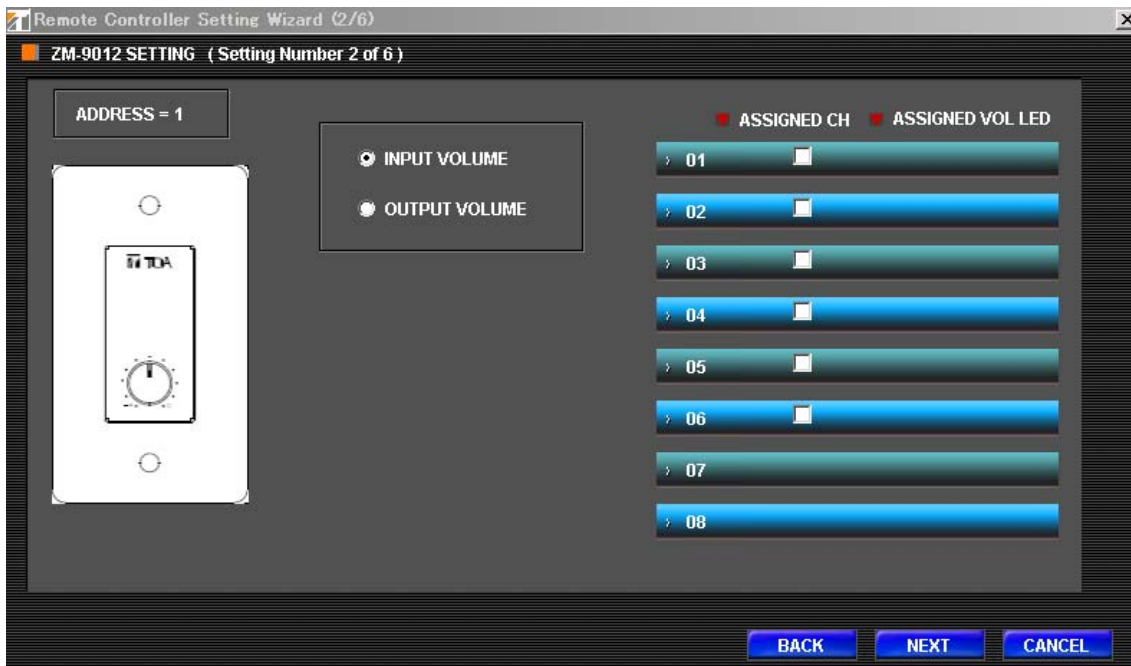 Remote Controller Setting Wizard (2/6)
ZM-9012 SETTING ( Setting Number 2 of 6 )
ADDRESS = 1
TOA
INPUT VOLUME
OUTPUT VOLUME
ASSIGNED CH ASSIGNED VOL LED
01
02
03
04
05
06
07
08
BACK NEXT CANCEL